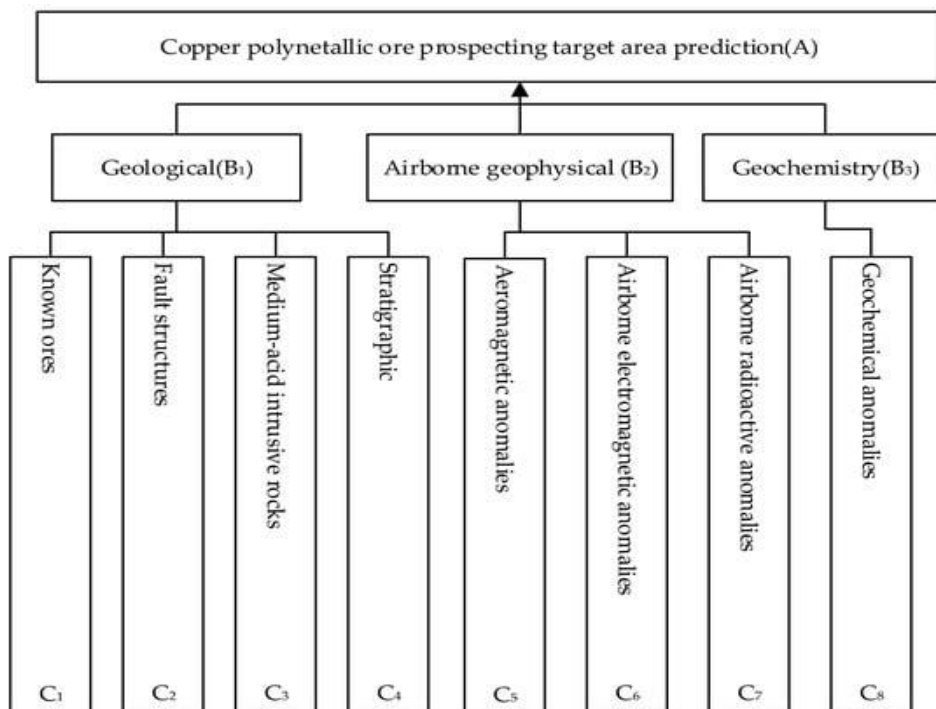 Copper polynetallic ore prospecting target area prediction(A)
Geological(B₁)
Airborne geophysical (B₂)
Geochemistry(B₃)
Known ores
Fault structures
Medium-acid intrusive rocks
Stratigraphic
Aeromagnetic anomalies
Airborne electromagnetic anomalies
Airborne radioactive anomalies
Geochemical anomalies
C₁
C₂
C₃
C₄
C₅
C₆
C₇
C₈